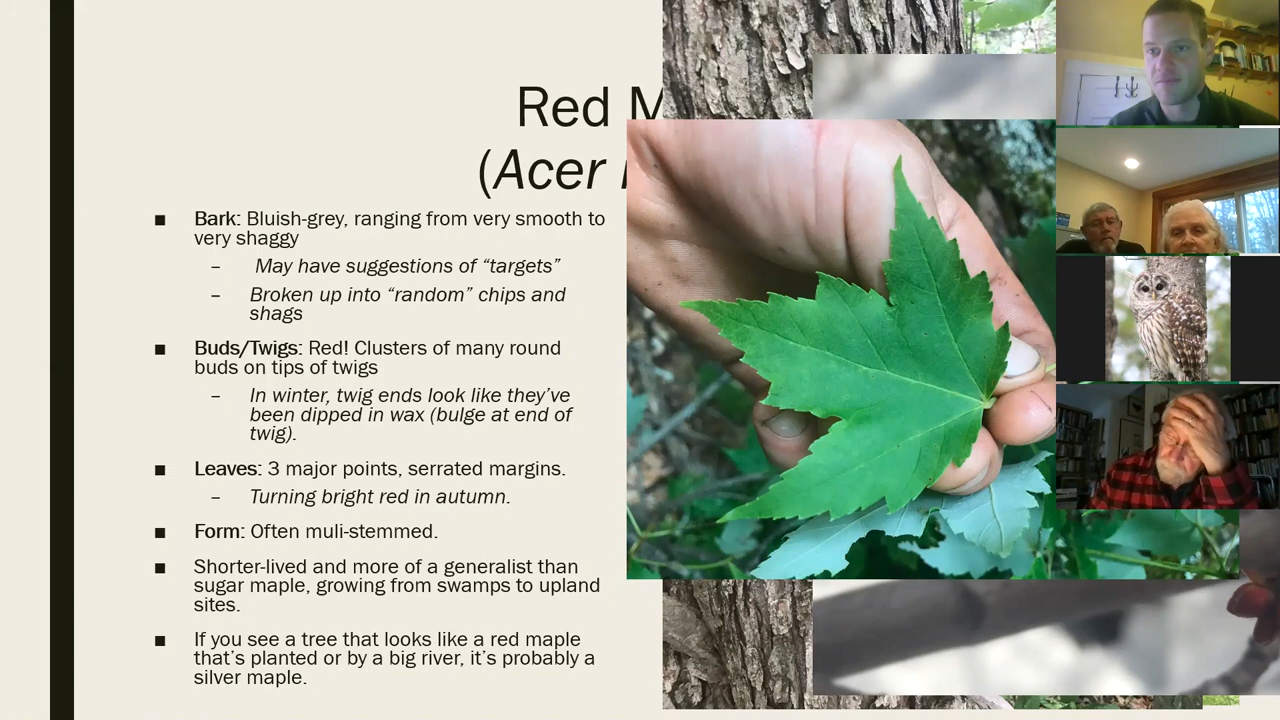 Red M
(Acer
■ Bark: Bluish-grey, ranging from very smooth to
very shaggy
– May have suggestions of “targets”
– Broken up into “random” chips and
shags
■ Buds/Twigs: Red! Clusters of many round
buds on tips of twigs
– In winter, twig ends look like they’ve
been dipped in wax (bulge at end of
twig).
■ Leaves: 3 major points, serrated margins.
– Turning bright red in autumn.
■ Form: Often muli-stemmed.
■ Shorter-lived and more of a generalist than
sugar maple, growing from swamps to upland
sites.
■ If you see a tree that looks like a red maple
that’s planted or by a big river, it’s probably a
silver maple.